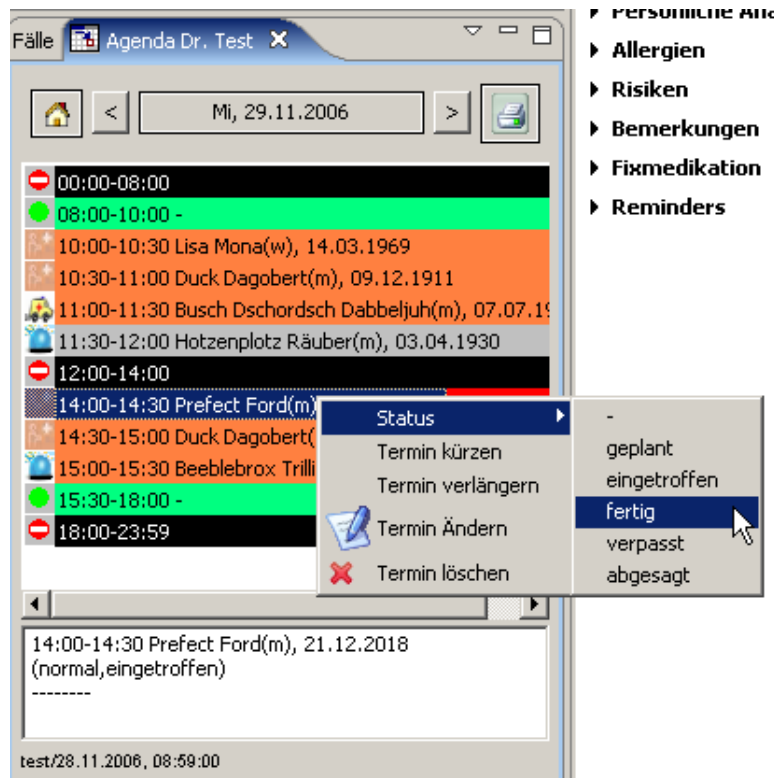 Fälle Agenda Dr. Test
< Mi, 29.11.2006 >
00:00-08:00
08:00-10:00 -
10:00-10:30 Lisa Mona(w), 14.03.1969
10:30-11:00 Duck Dagobert(m), 09.12.1911
11:00-11:30 Busch Dschordsch Dabbeljuh(m), 07.07.19
11:30-12:00 Hotzenplotz Räuber(m), 03.04.1930
12:00-14:00
14:00-14:30 Prefect Ford(m)
14:30-15:00 Duck Dagobert(
15:00-15:30 Beeblebrox Trilli
15:30-18:00 -
18:00-23:59
Status
Termin kürzen
Termin verlängern
Termin Ändern
Termin löschen
-
geplant
eingetroffen
fertig
verpasst
abgesagt
14:00-14:30 Prefect Ford(m), 21.12.2018
(normal,eingetroffen)
--------
test/28.11.2006, 08:59:00
Persönliche Ana
Allergien
Risiken
Bemerkungen
Fixmedikation
Reminders